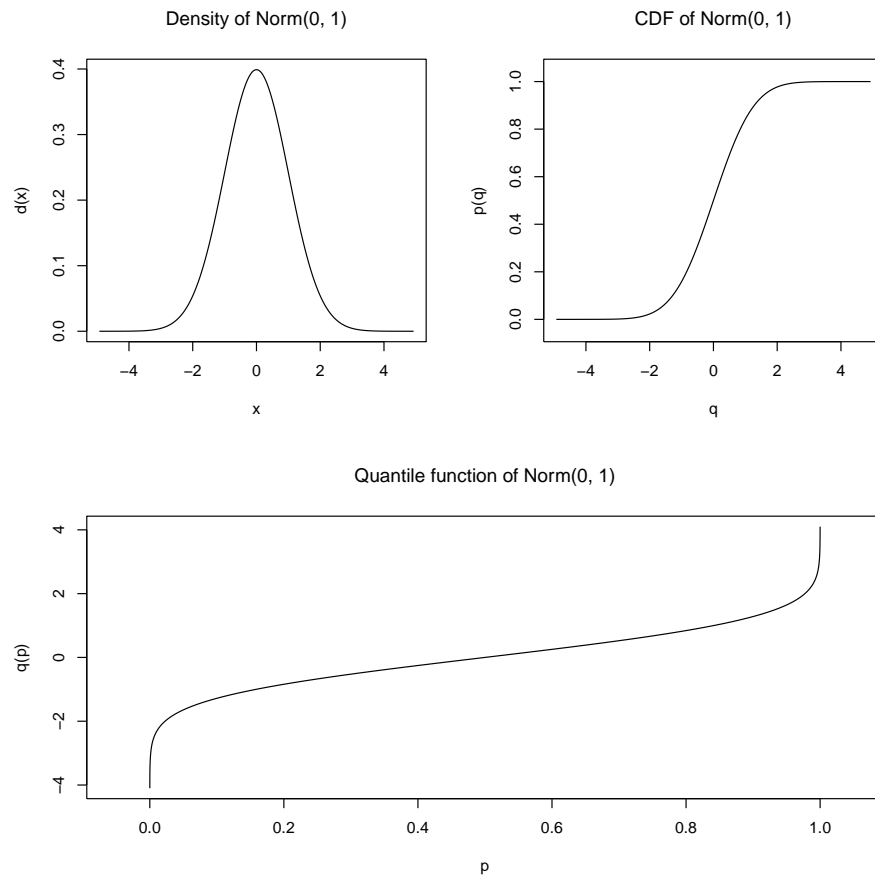 Density of Norm(0, 1)
d(x)
0.0 0.1 0.2 0.3 0.4
−4 −2 0 2 4
x
CDF of Norm(0, 1)
p(q)
0.0 0.2 0.4 0.6 0.8 1.0
−4 −2 0 2 4
q
Quantile function of Norm(0, 1)
q(p)
−4 −2 0 2 4
0.0 0.2 0.4 0.6 0.8 1.0
p